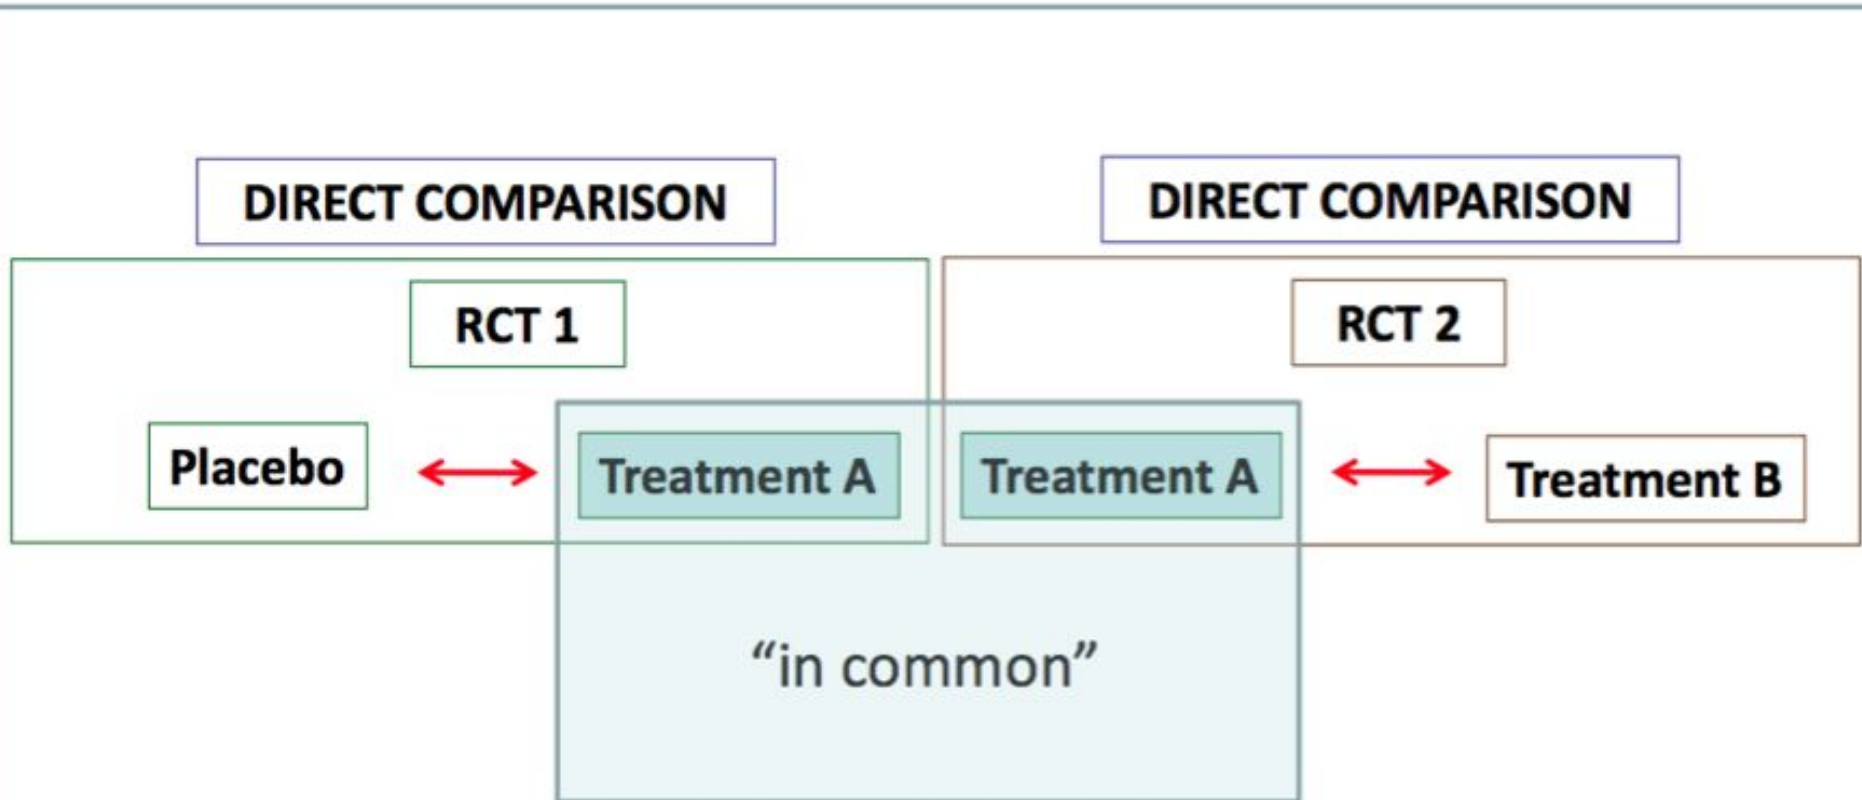 DIRECT COMPARISON
DIRECT COMPARISON
RCT 1
RCT 2
Placebo
Treatment A
Treatment A
Treatment B
“in common”